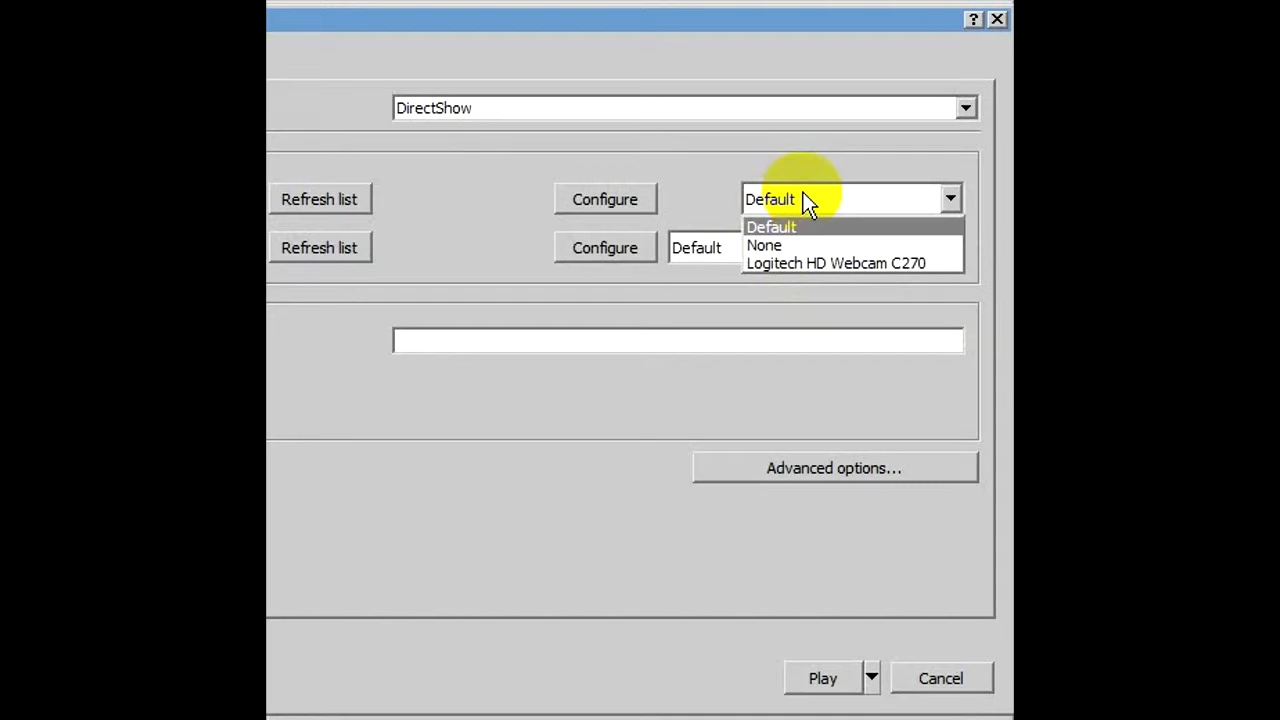 ?
DirectShow
Refresh list Configure Default
Default
None
Refresh list Configure Default
Logitech HD Webcam C270
Advanced options...
Play Cancel